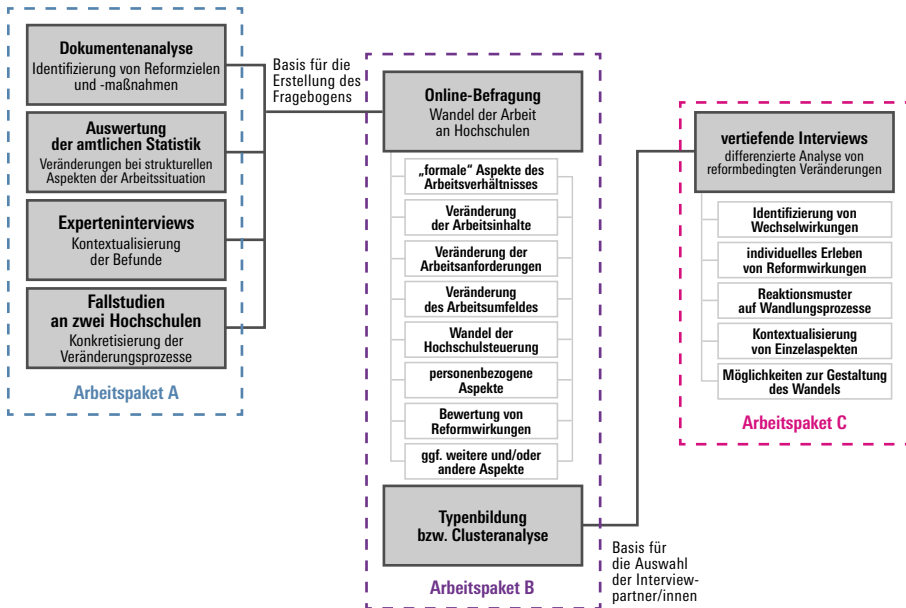 Dokumentenanalyse
Identifizierung von Reformzielen
und -maßnahmen
Auswertung
der amtlichen Statistik
Veränderungen bei strukturellen
Aspekten der Arbeitssituation
Experteninterviews
Kontextualisierung
der Befunde
Fallstudien
an zwei Hochschulen
Konkretisierung der
Veränderungsprozesse
Arbeitspaket A
Basis für die
Erstellung des
Fragebogens
Online-Befragung
Wandel der Arbeit
an Hochschulen
„formale“ Aspekte des
Arbeitsverhältnisses
Veränderung
der Arbeitsinhalte
Veränderung der
Arbeitsanforderungen
Veränderung
des Arbeitsumfeldes
Wandel der
Hochschulsteuerung
personenbezogene
Aspekte
Bewertung von
Reformwirkungen
ggf. weitere und/oder
andere Aspekte
Typenbildung
bzw. Clusteranalyse
Arbeitspaket B
Basis für
die Auswahl
der Interview-
partner/innen
vertiefende Interviews
differenzierte Analyse von
reformbedingten Veränderungen
Identifizierung von
Wechselwirkungen
individuelles Erleben
von Reformwirkungen
Reaktionsmuster
auf Wandlungsprozesse
Kontextualisierung
von Einzelaspekten
Möglichkeiten zur Gestaltung
des Wandels
Arbeitspaket C